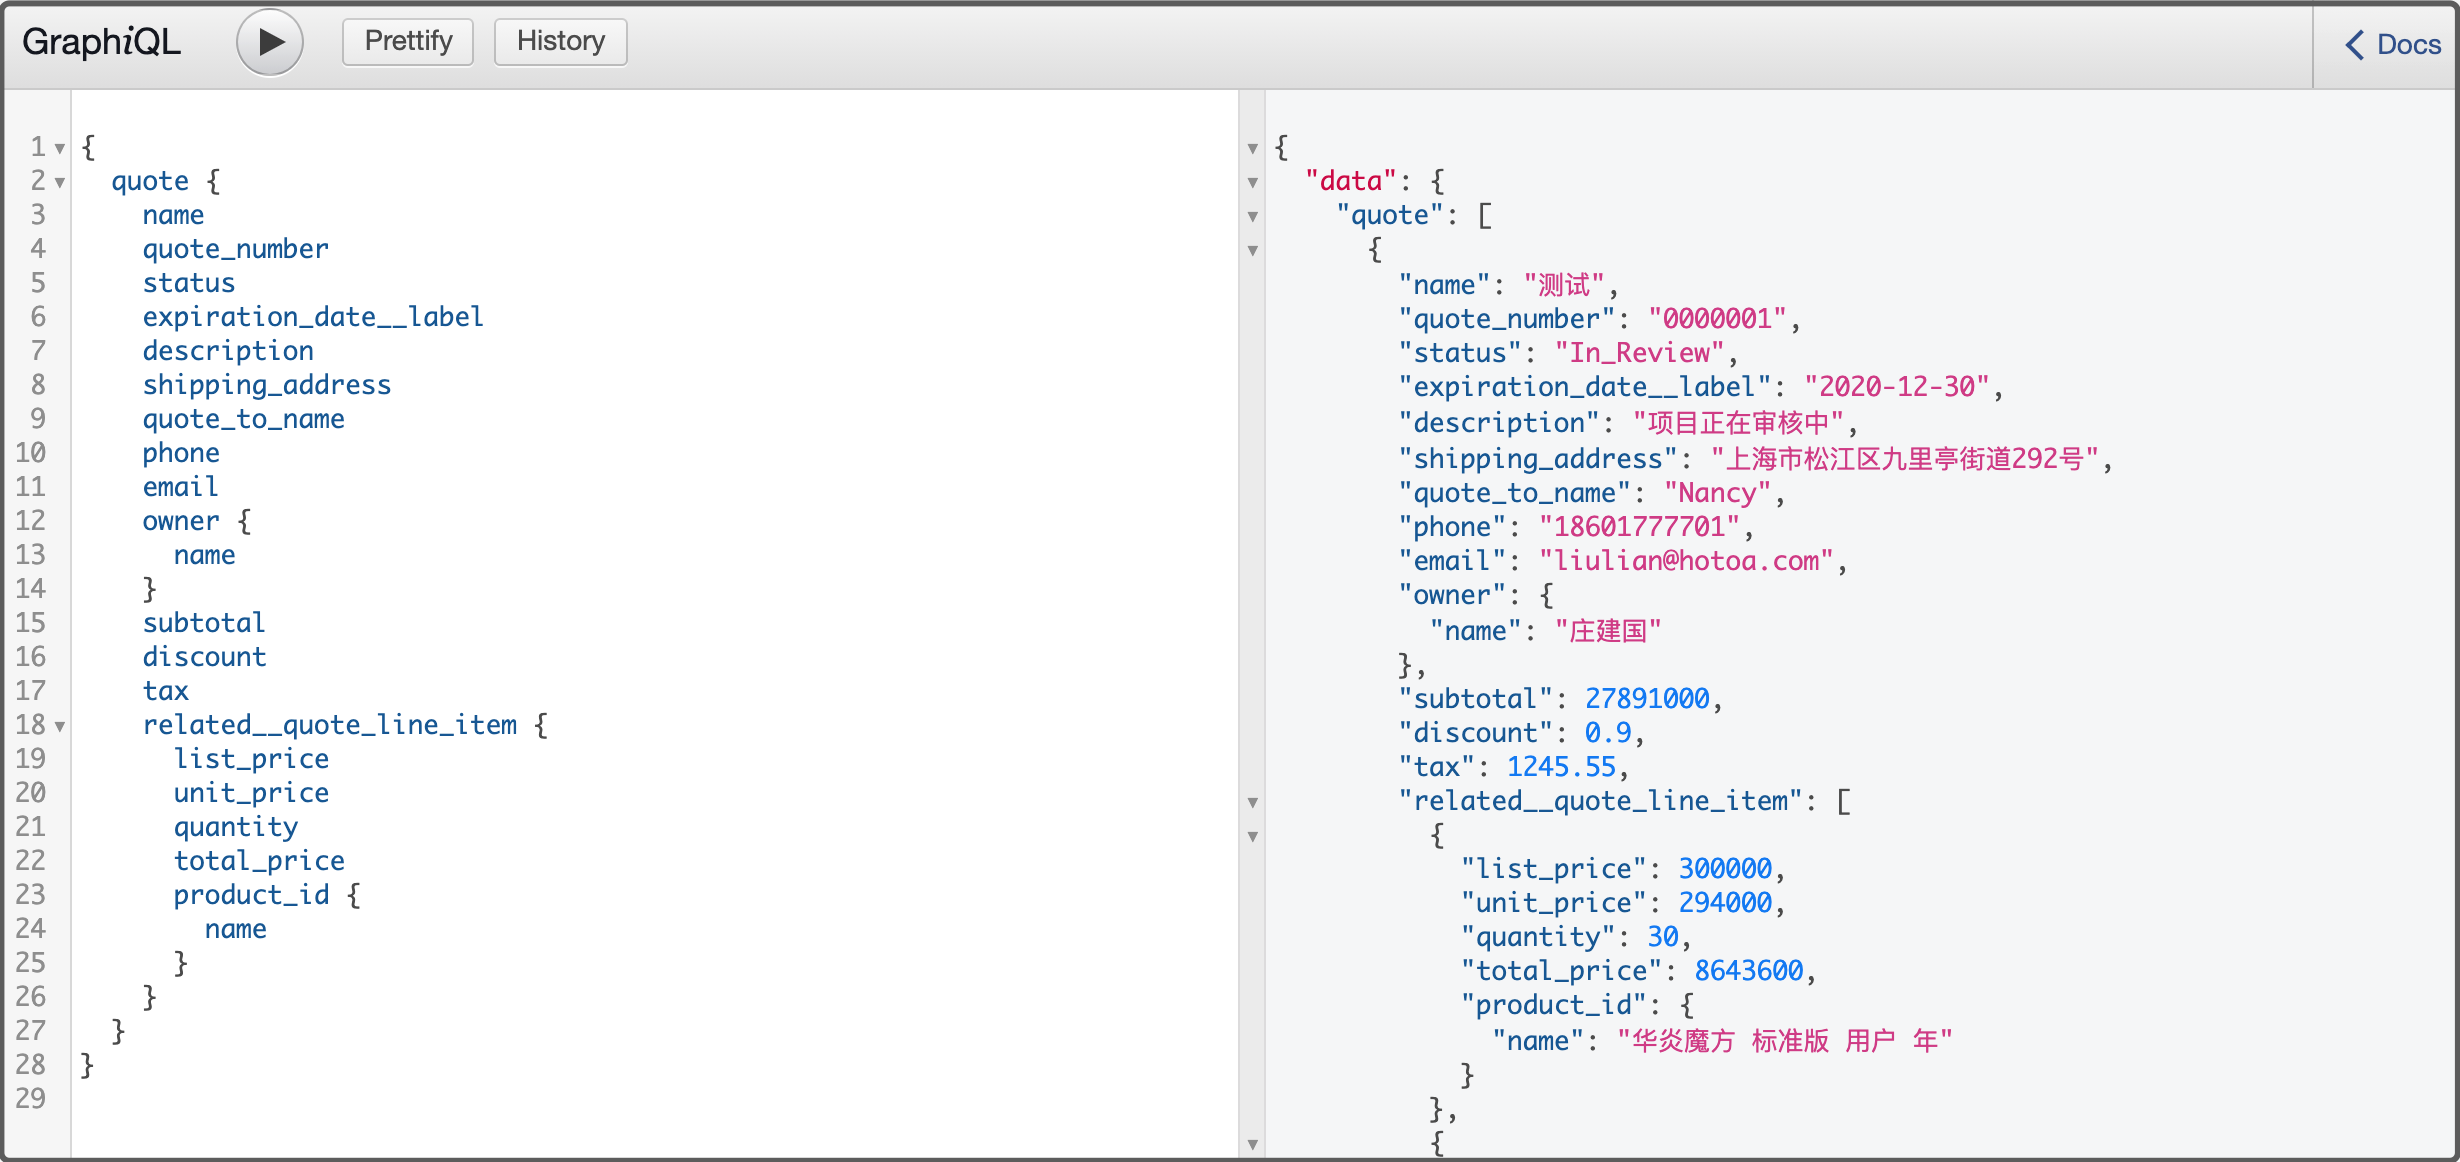 GraphiQL Prettify History Docs
1 {
2 quote {
3 name
4 quote_number
5 status
6 expiration_date__label
7 description
8 shipping_address
9 quote_to_name
10 phone
11 email
12 owner {
13 name
14 }
15 subtotal
16 discount
17 tax
18 related__quote_line_item {
19 list_price
20 unit_price
21 quantity
22 total_price
23 product_id {
24 name
25 }
26 }
27 }
28 }
29
{
"data": {
"quote": [
{
"name": "测试",
"quote_number": "0000001",
"status": "In_Review",
"expiration_date__label": "2020-12-30",
"description": "项目正在审核中",
"shipping_address": "上海市松江区九里亭街道292号",
"quote_to_name": "Nancy",
"phone": "18601777701",
"email": "liulian@hotoa.com",
"owner": {
"name": "庄建国"
},
"subtotal": 27891000,
"discount": 0.9,
"tax": 1245.55,
"related__quote_line_item": [
{
"list_price": 300000,
"unit_price": 294000,
"quantity": 30,
"total_price": 8643600,
"product_id": {
"name": "华炎魔方 标准版 用户 年"
}
},
{